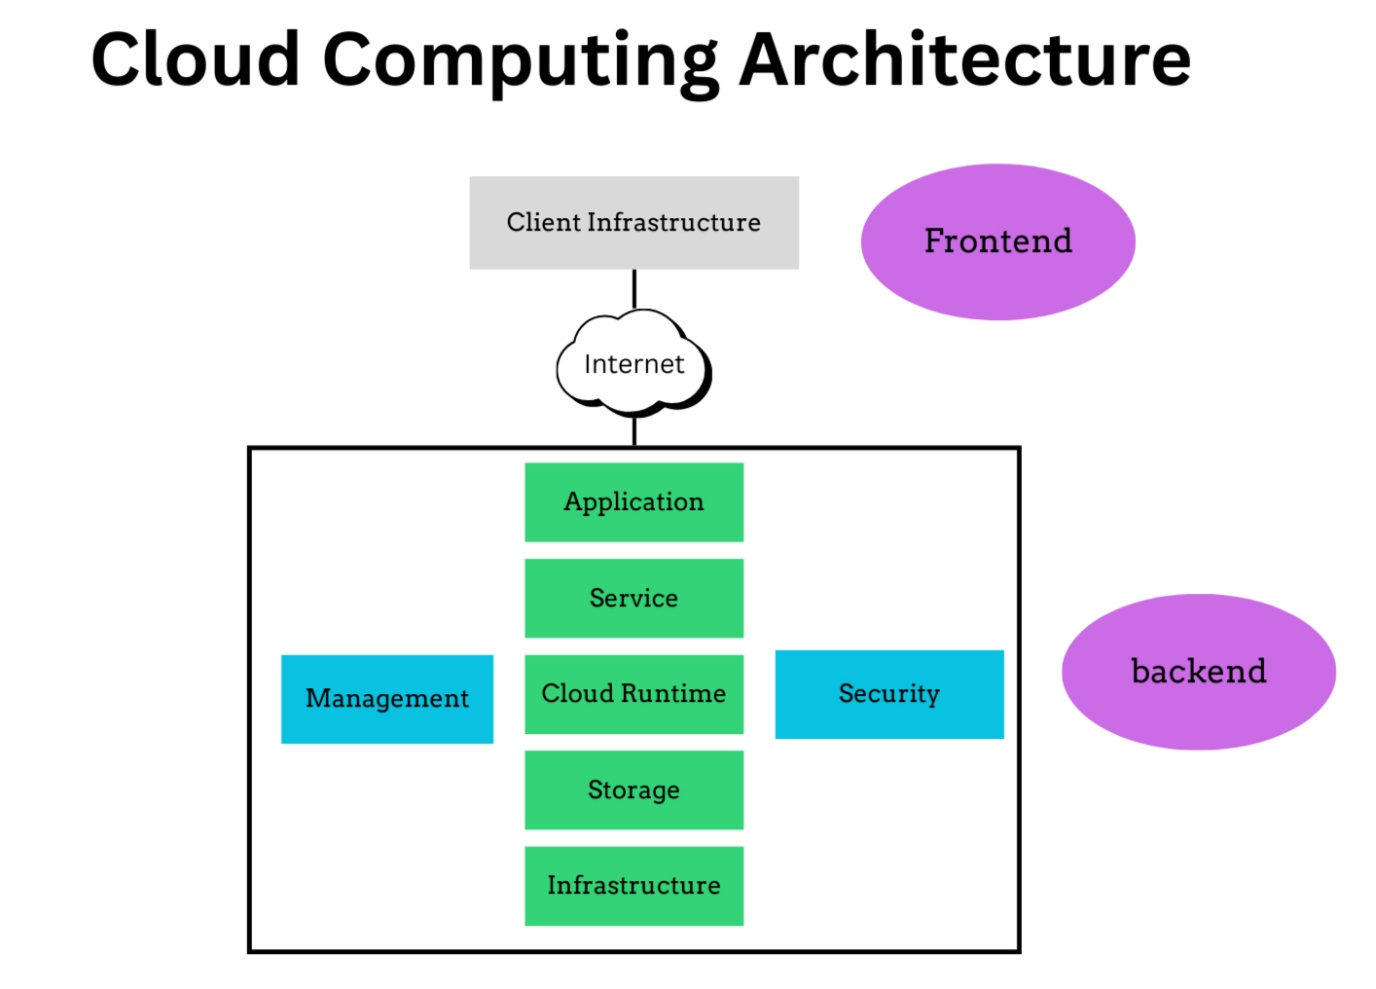 Cloud Computing Architecture
Client Infrastructure
Frontend
Internet
Application
Service
Management
Cloud Runtime
Security
backend
Storage
Infrastructure